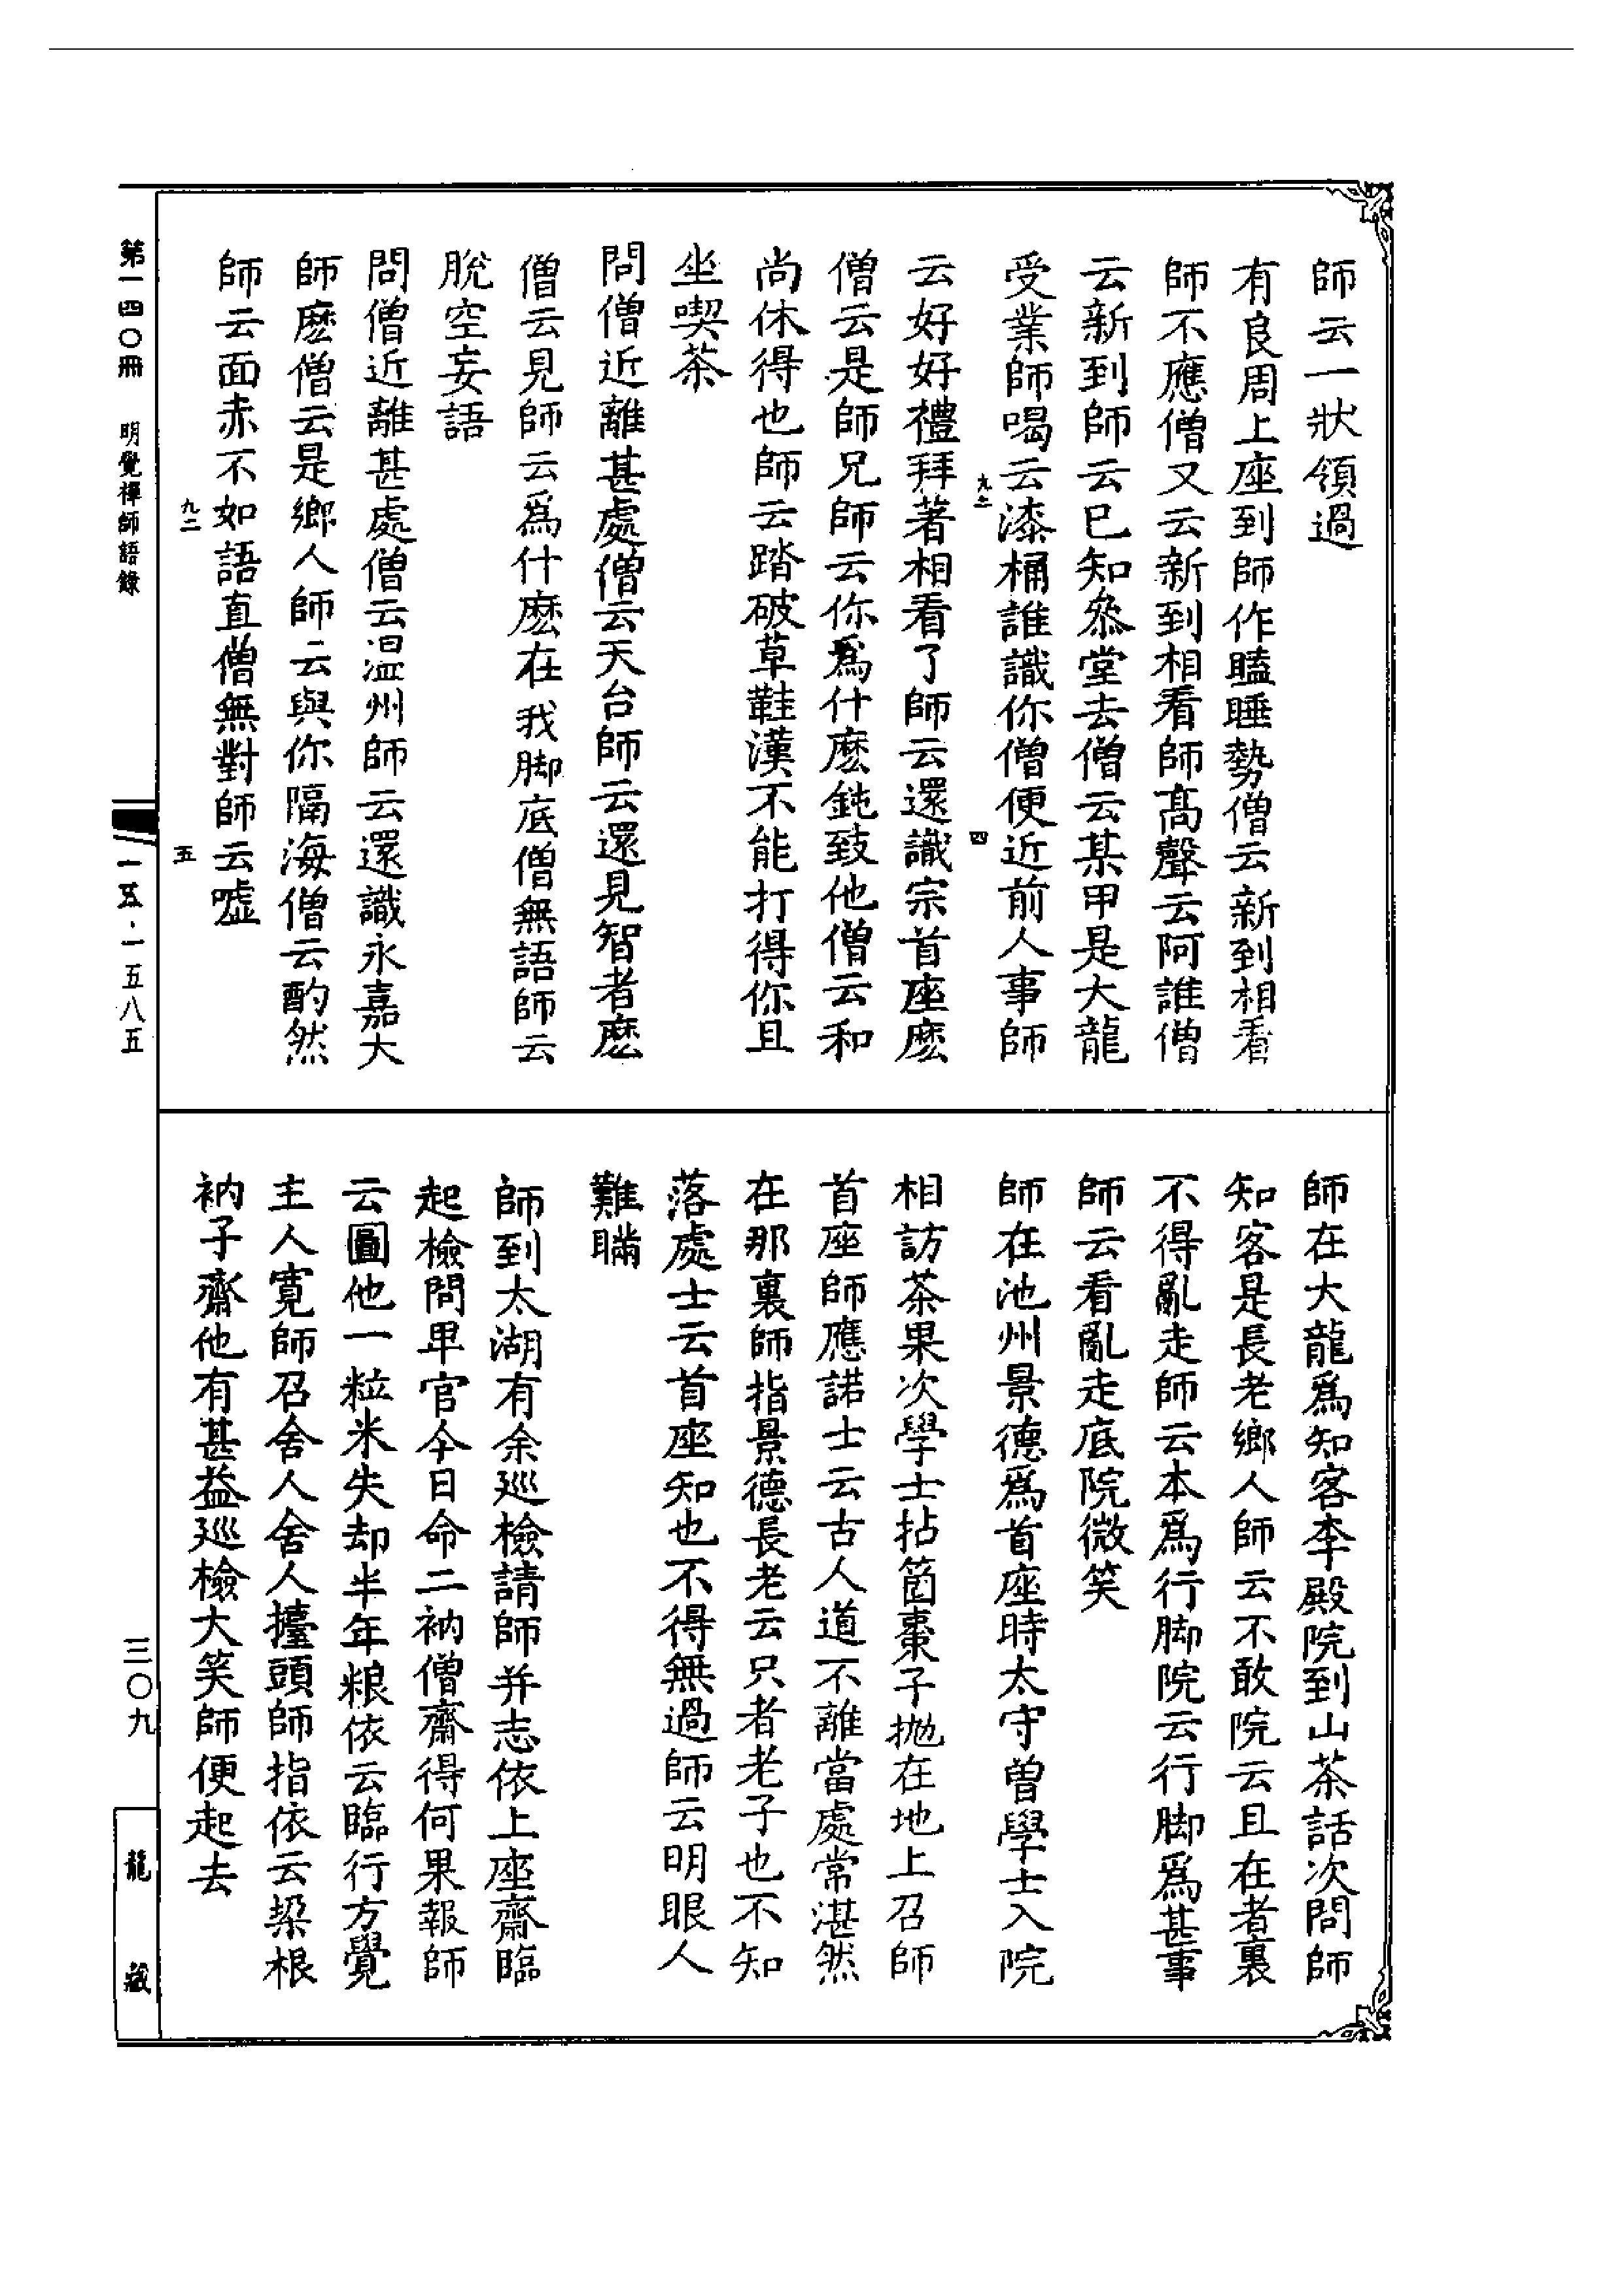 師云一狀領過
有良周上座到師作瞌睡勢僧云新到相看
師不應僧又云新到相看師高聲云阿誰僧
云新到師云已知叅堂去僧云某甲是大龍
受業師喝云漆桶誰識你僧便近前人事師
四
云好好禮拜著相看了師云還識宗首座麽
僧云是師兄師云你爲什麽鈍致他僧云和
尚休得也師云踏破草鞋漢不能打得你且
坐喫茶
問僧近離甚處僧云天台師云還見智者麽
僧云見師云爲什麽在我脚底僧無語師云
脫空妄語
問僧近離甚處僧云溫州師云還識永嘉大
師麽僧云是鄉人師云與你隔海僧云酌然
師云面赤不如語直僧無對師云噓
九二
五
師在大龍爲知客李殿院到山茶話次問師
知客是長老鄉人師云不敢院云且在者裏
不得亂走師云本爲行脚院云行脚爲甚事
師云看亂走底院微笑
師在池州景德爲首座時太守曾學士入院
相訪茶果次學士拈箇棗子抛在地上召師
首座師應諾士云古人道不離當處常湛然
在那裏師指景德長老云只者老子也不知
落處士云首座知也不得無過師云明眼人
難瞞
師到太湖有余巡檢請師并志依上座齋臨
起檢問卑官今日命二衲僧齋得何果報師
云圖他一粒米失却半年粮依云臨行方覺
主人寬師召舍人舍人擡頭師指依云栔根
衲子齋他有甚益巡檢大笑師便起去
第一四〇冊 明覺禪師語錄
一五·一五八五
三〇九
龍藏